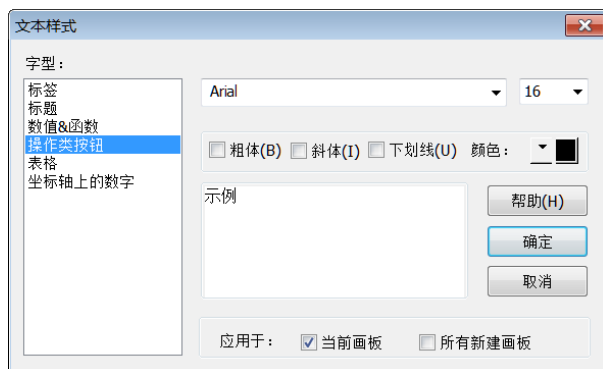 文本样式
字型：
标签
标题
数值&函数
操作类按钮
表格
坐标轴上的数字
Arial
16
粗体(B) 斜体(I) 下划线(U) 颜色：
示例
帮助(H)
确定
取消
应用于： 当前画板 所有新建画板